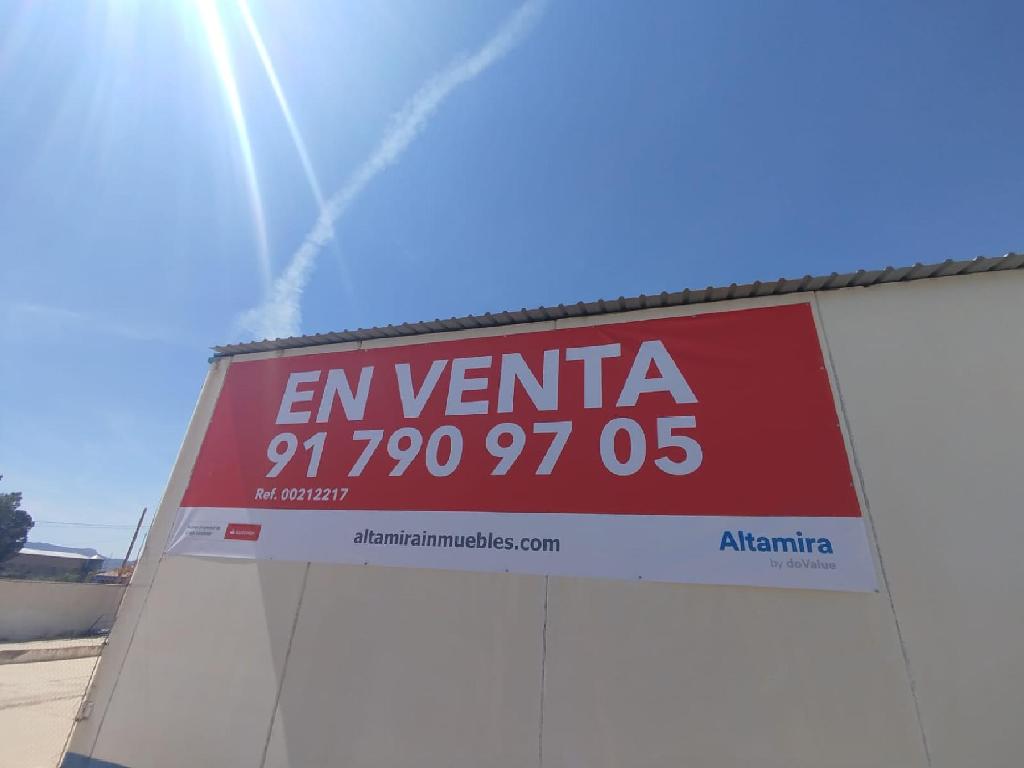 EN VENTA
91 790 97 05
Ref. 00212217
altamirainmuebles.com
Altamira
by doValue